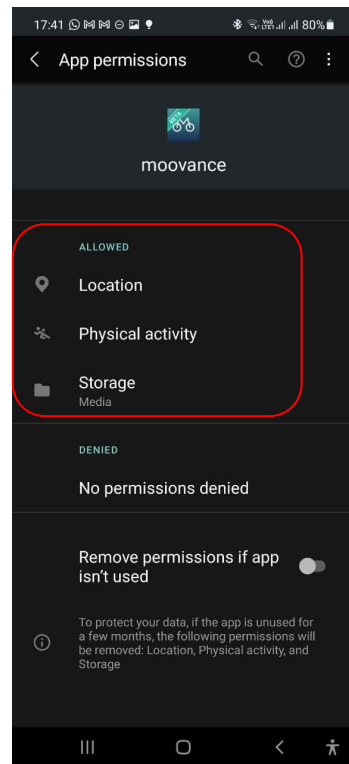 17:41 80%
App permissions
BETA
moovance
ALLOWED
Location
Physical activity
Storage
Media
DENIED
No permissions denied
Remove permissions if app
isn't used
To protect your data, if the app is unused for
a few months, the following permissions will
be removed: Location, Physical activity, and
Storage